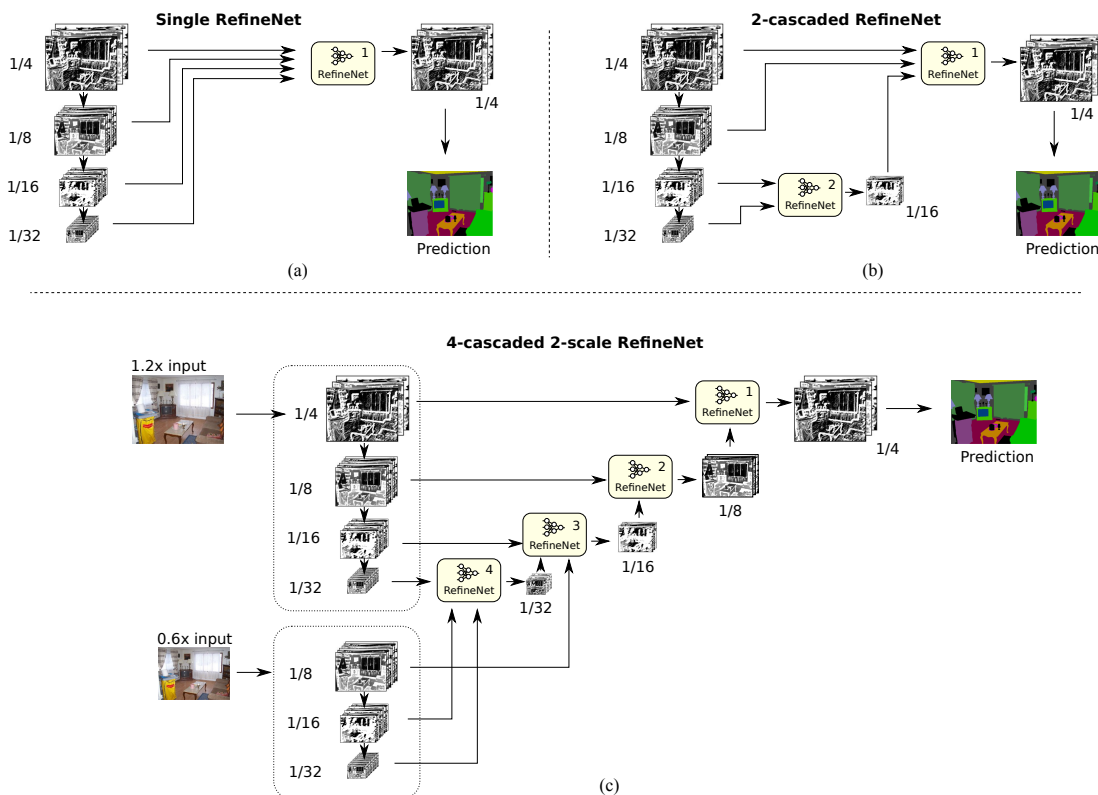 Single RefineNet
1/4
1/8
1/16
1/32
1
RefineNet
1/4
Prediction
(a)
2-cascaded RefineNet
1/4
1/8
1/16
1/32
1
RefineNet
2
RefineNet
1/16
1/4
Prediction
(b)
4-cascaded 2-scale RefineNet
1.2x input
1/4
1/8
1/16
1/32
1
RefineNet
1/4
Prediction
2
RefineNet
1/8
3
RefineNet
1/16
4
RefineNet
1/32
0.6x input
1/8
1/16
1/32
(c)